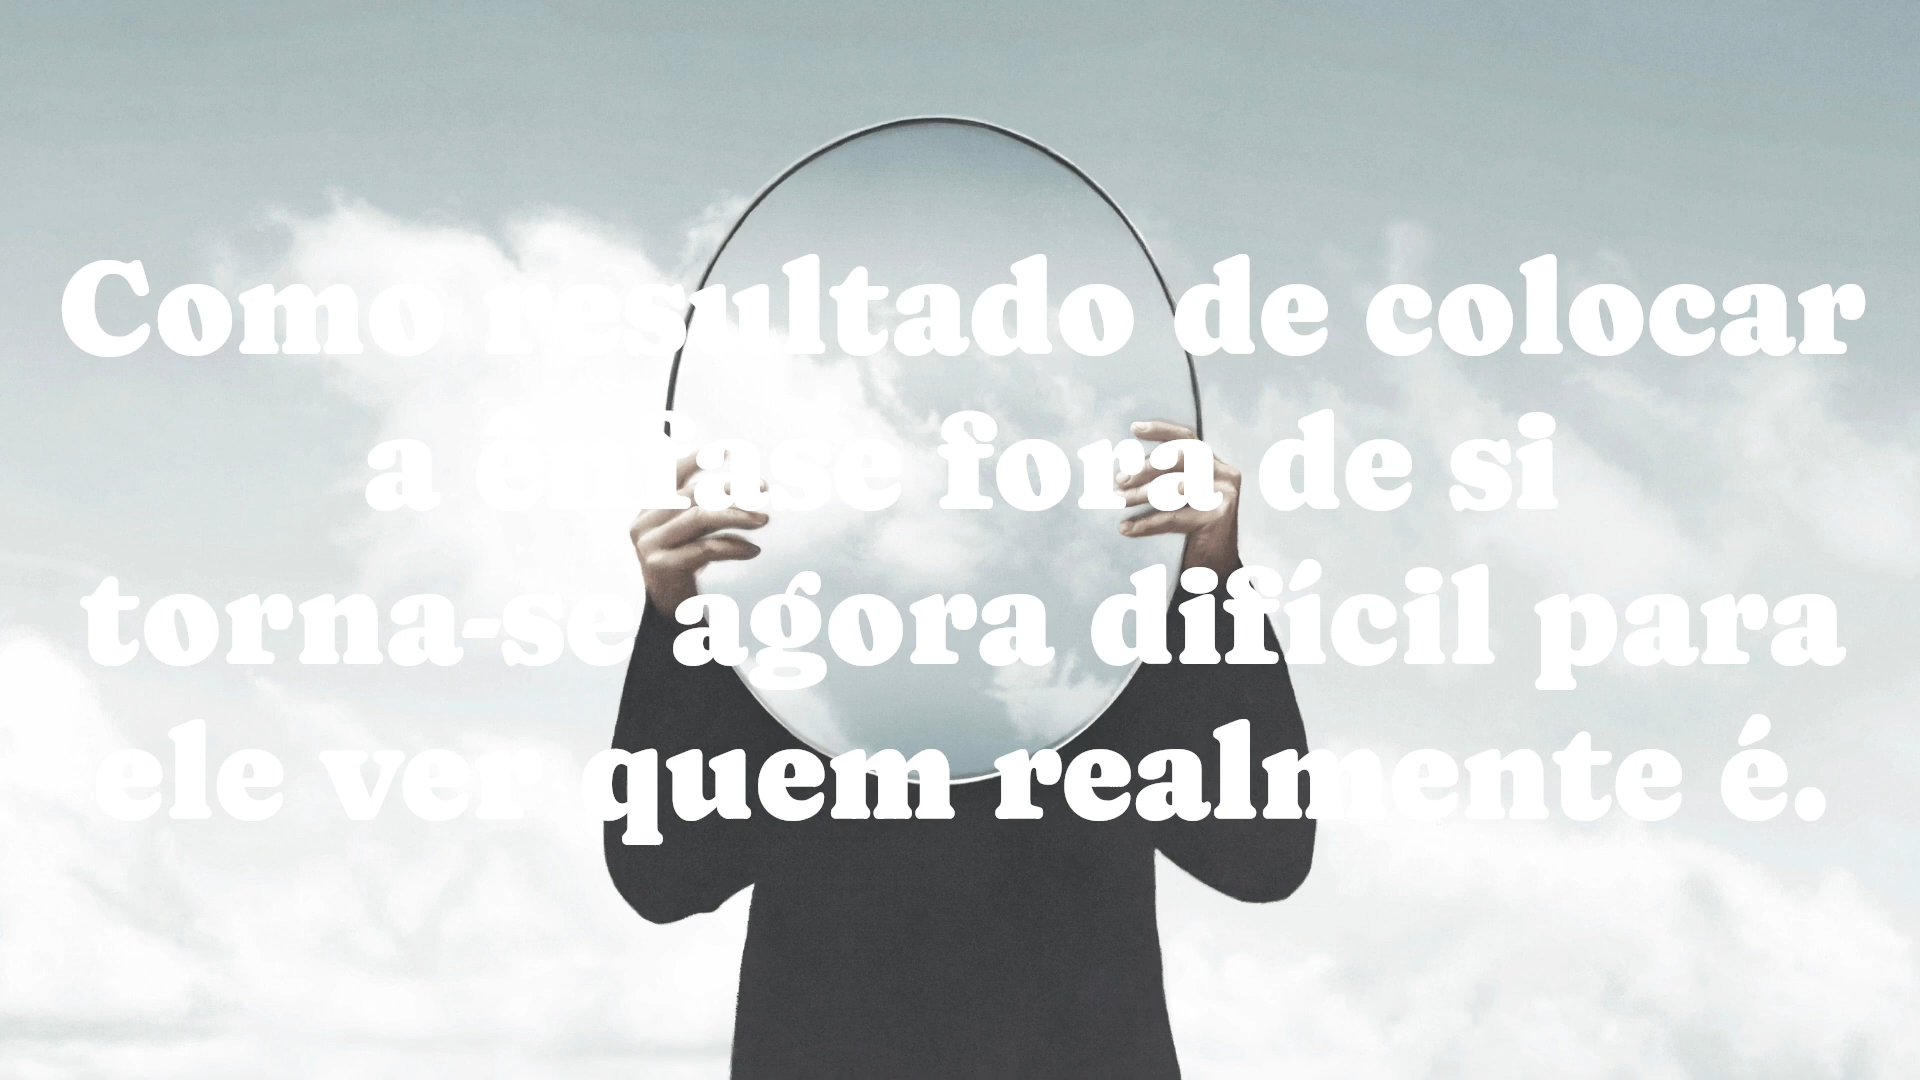 Como resultado de colocar
a ênfase fora de si
torna-se agora difícil para
ele ver quem realmente é.